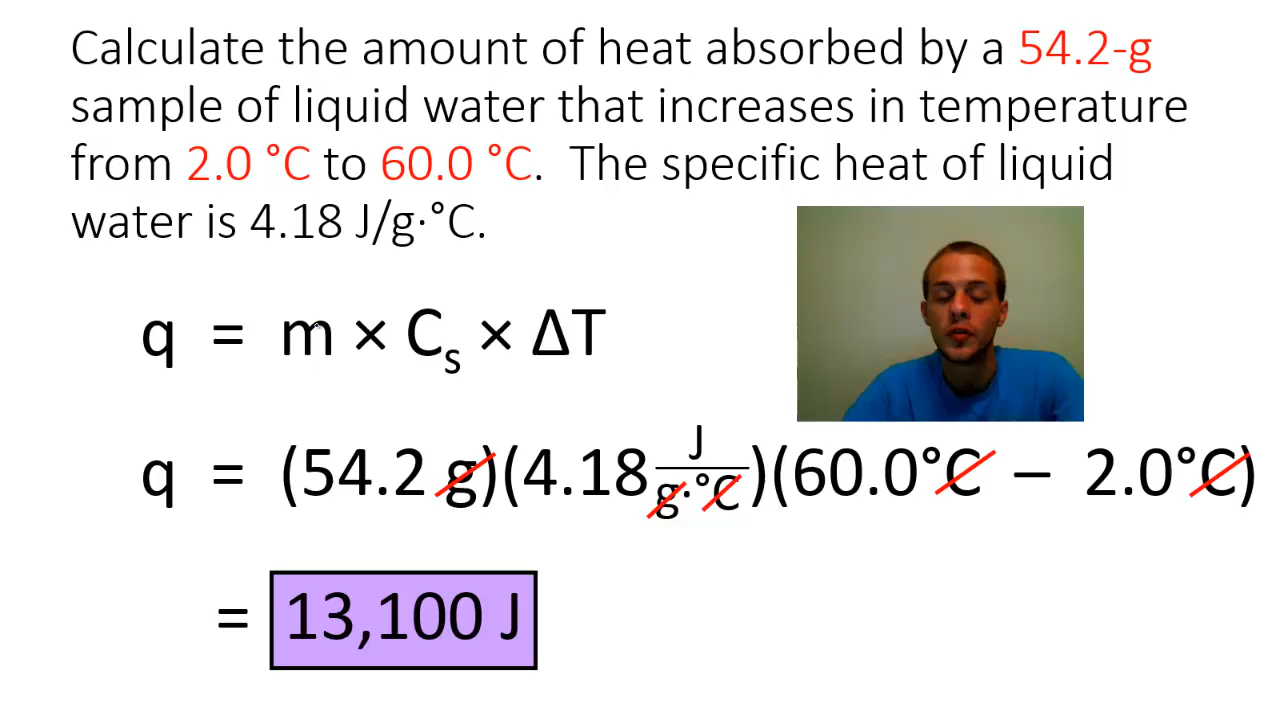 Calculate the amount of heat absorbed by a 54.2-g
sample of liquid water that increases in temperature
from 2.0 °C to 60.0 °C.  The specific heat of liquid
water is 4.18 J/g·°C.
q = m × Cₛ × ΔT
q = (54.2 g)(4.18 J/g·°C)(60.0°C – 2.0°C)
= 13,100 J